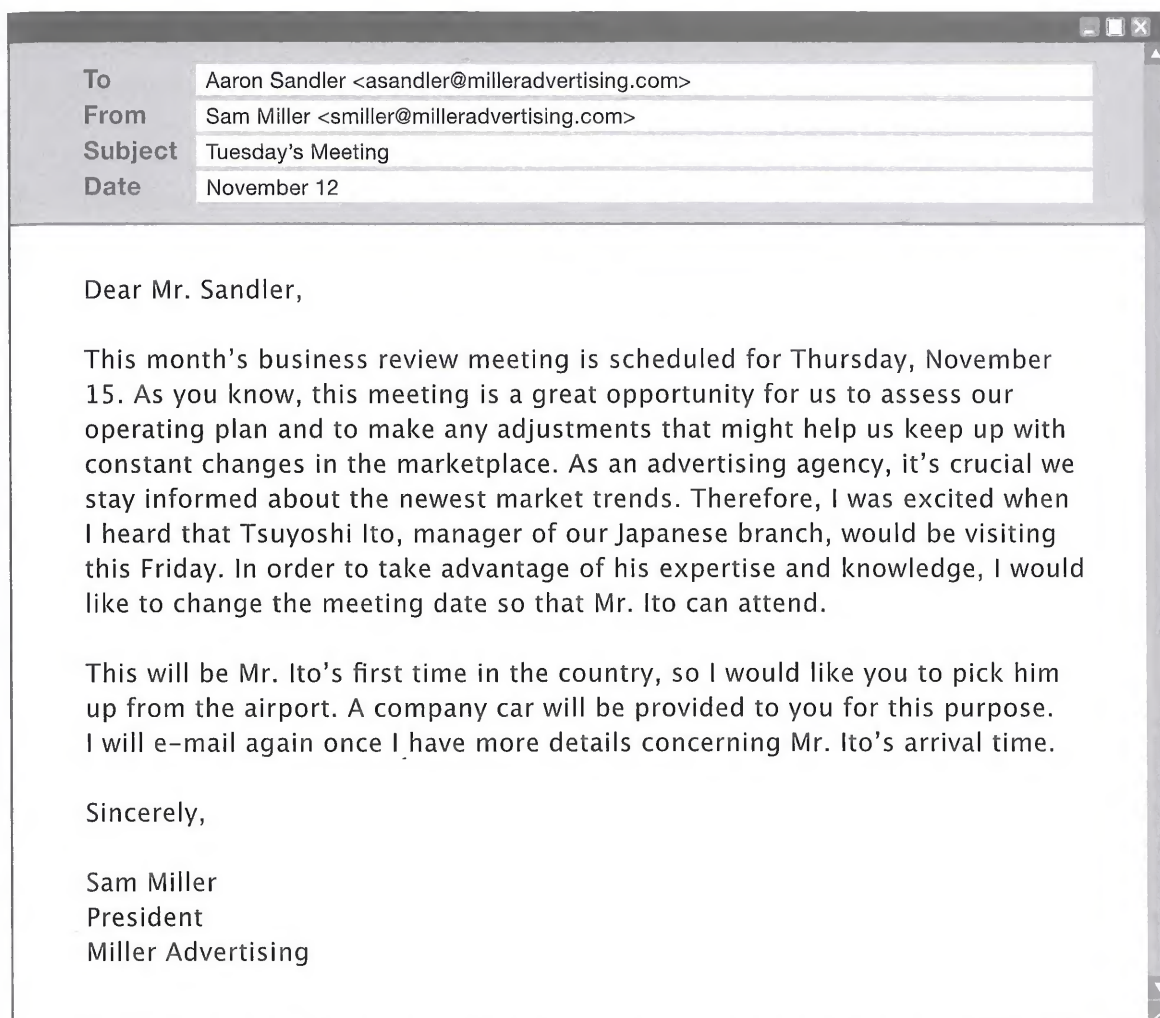 To Aaron Sandler <asandler@milleradvertising.com>
From Sam Miller <smiller@milleradvertising.com>
Subject Tuesday's Meeting
Date November 12
Dear Mr. Sandler,
This month's business review meeting is scheduled for Thursday, November
15. As you know, this meeting is a great opportunity for us to assess our
operating plan and to make any adjustments that might help us keep up with
constant changes in the marketplace. As an advertising agency, it's crucial we
stay informed about the newest market trends. Therefore, I was excited when
I heard that Tsuyoshi Ito, manager of our Japanese branch, would be visiting
this Friday. In order to take advantage of his expertise and knowledge, I would
like to change the meeting date so that Mr. Ito can attend.
This will be Mr. Ito's first time in the country, so I would like you to pick him
up from the airport. A company car will be provided to you for this purpose.
I will e-mail again once I have more details concerning Mr. Ito's arrival time.
Sincerely,
Sam Miller
President
Miller Advertising